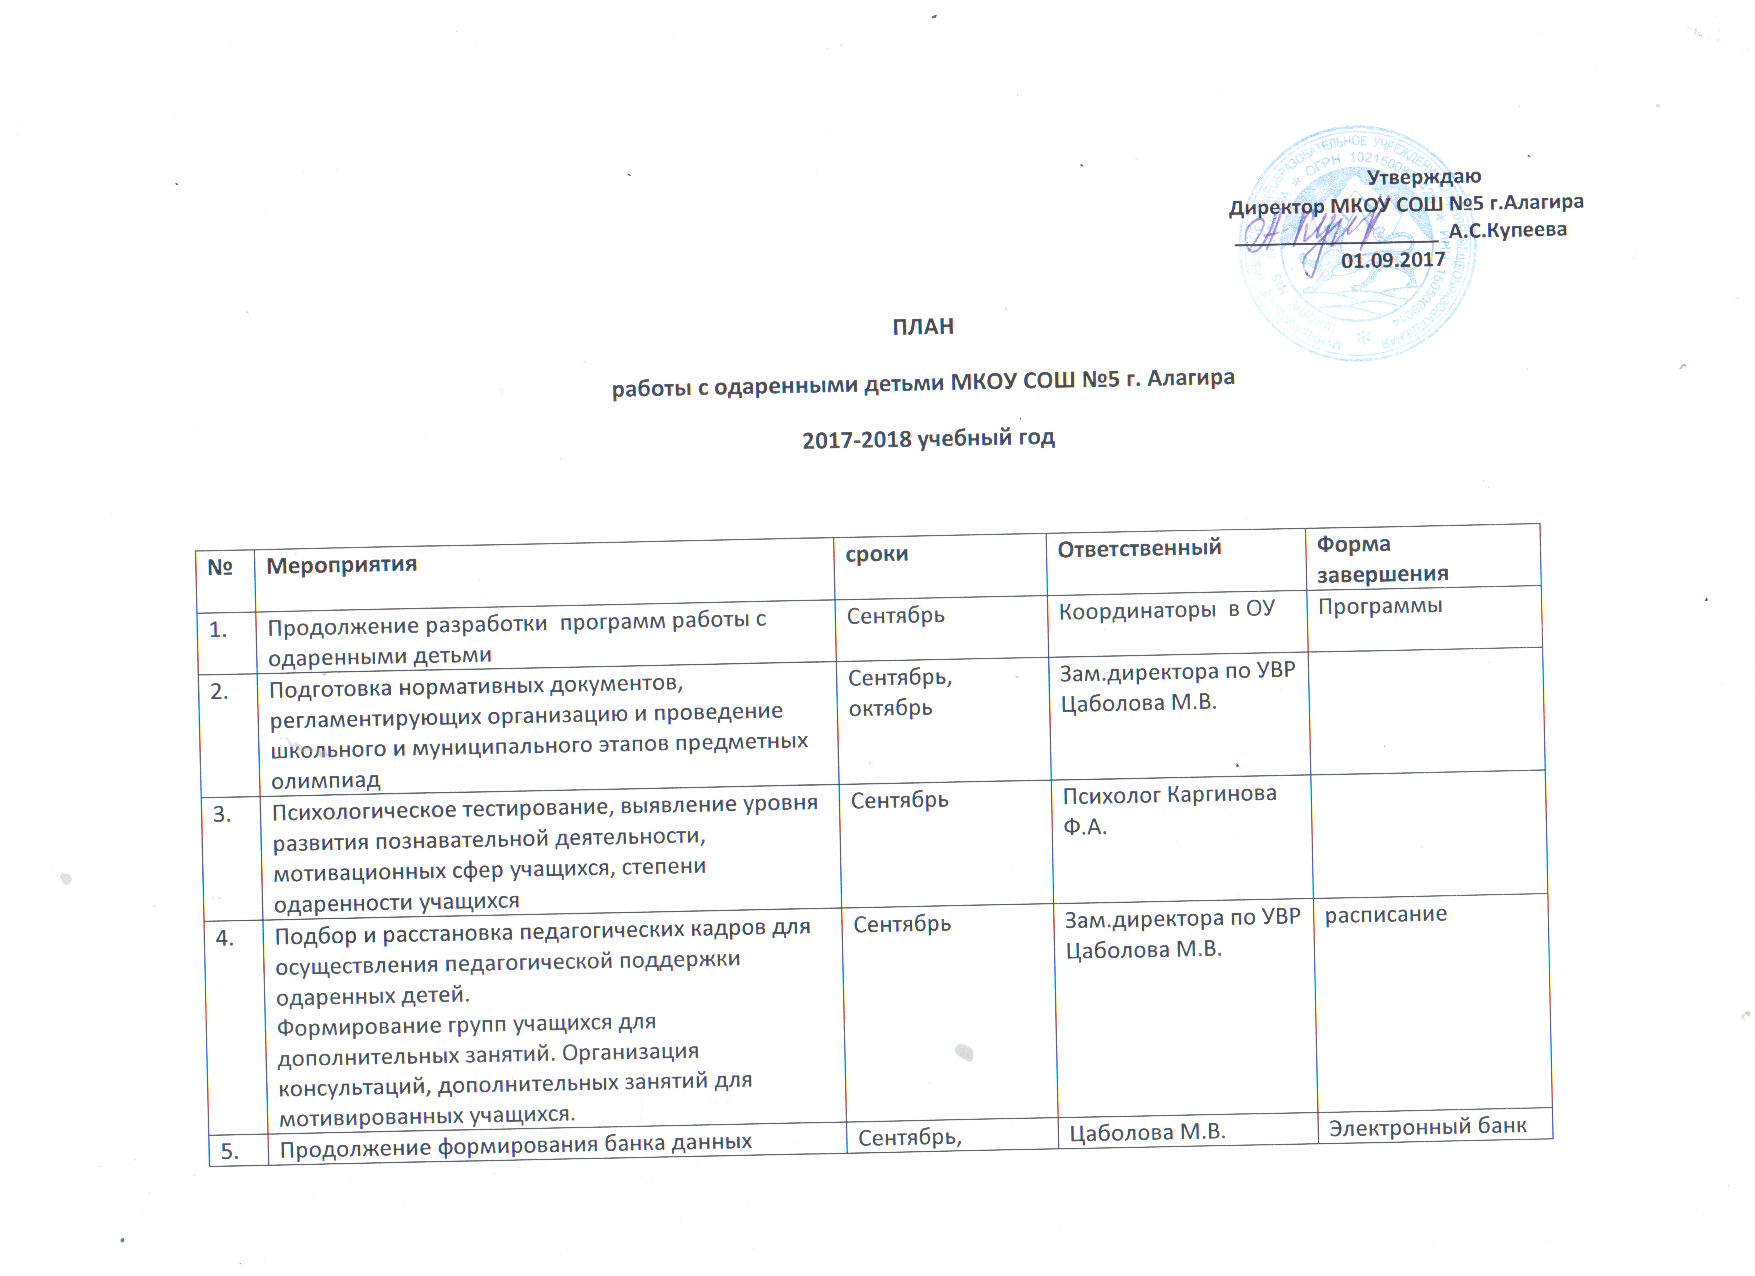 Утверждаю
Директор МКОУ СОШ №5 г.Алагира
А.С.Купеева
01.09.2017
ПЛАН
работы с одаренными детьми МКОУ СОШ №5 г. Алагира
2017-2018 учебный год
№ Мероприятия сроки Ответственный Форма
завершения
1. Продолжение разработки программ работы с Сентябрь Координаторы в ОУ Программы
одаренными детьми
2. Подготовка нормативных документов, Сентябрь, Зам.директора по УВР
регламентирующих организацию и проведение октябрь Цаболова М.В.
школьного и муниципального этапов предметных
олимпиад
3. Психологическое тестирование, выявление уровня Сентябрь Психолог Каргинова
развития познавательной деятельности, Ф.А.
мотивационных сфер учащихся, степени
одаренности учащихся
4. Подбор и расстановка педагогических кадров для Сентябрь Зам.директора по УВР расписание
осуществления педагогической поддержки Цаболова М.В.
одаренных детей.
Формирование групп учащихся для
дополнительных занятий. Организация
консультаций, дополнительных занятий для
мотивированных учащихся.
5. Продолжение формирования банка данных Сентябрь, Цаболова М.В. Электронный банк